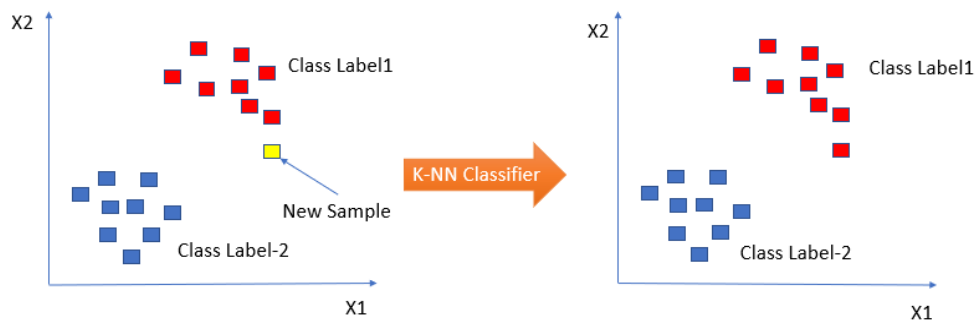 X2
Class Label1
New Sample
Class Label-2
X1
K-NN Classifier
X2
Class Label1
Class Label-2
X1